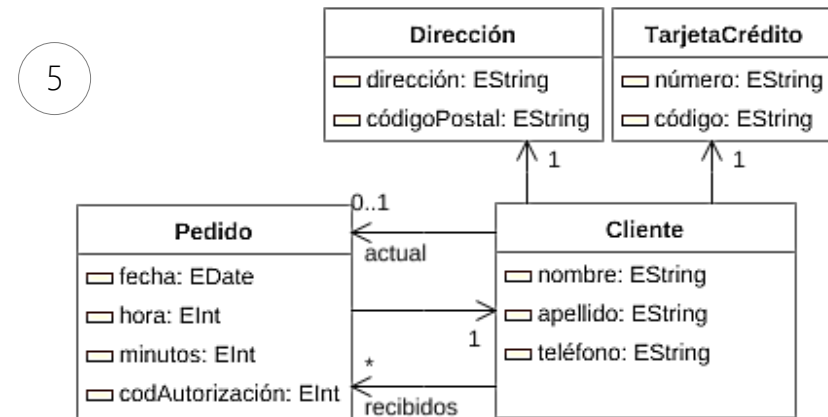 5
Dirección
dirección: EString
códigoPostal: EString
TarjetaCrédito
número: EString
código: EString
1
1
0..1
actual
1
*
recibidos
Pedido
fecha: EDate
hora: EInt
minutos: EInt
codAutorización: EInt
Cliente
nombre: EString
apellido: EString
teléfono: EString